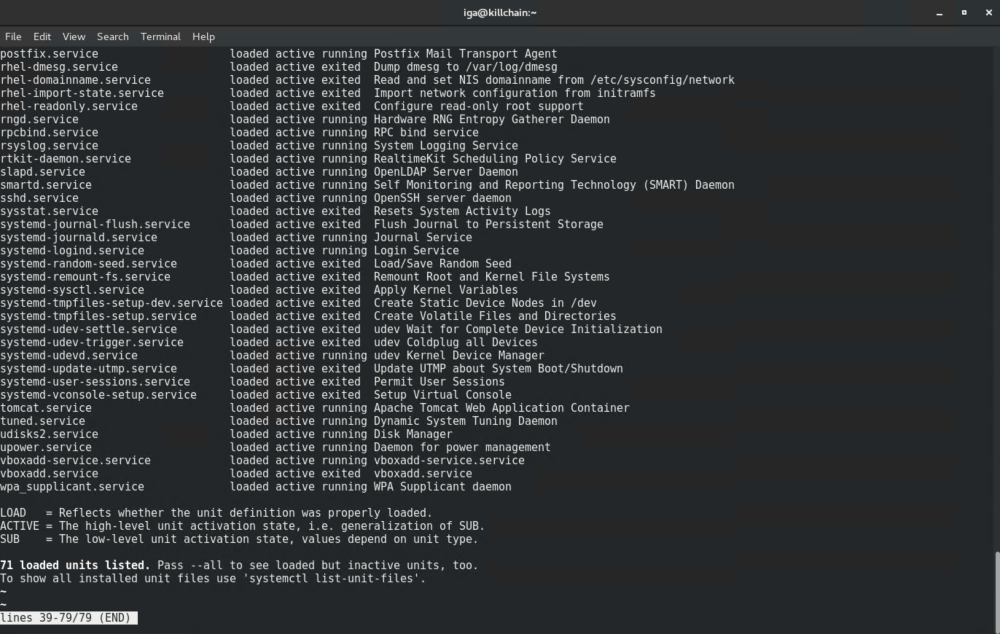 iga@killchain:~
File Edit View Search Terminal Help
postfix.service loaded active running Postfix Mail Transport Agent
rhel-dmesg.service loaded active exited Dump dmesg to /var/log/dmesg
rhel-domainname.service loaded active exited Read and set NIS domainname from /etc/sysconfig/network
rhel-import-state.service loaded active exited Import network configuration from initramfs
rhel-readonly.service loaded active exited Configure read-only root support
rngd.service loaded active running Hardware RNG Entropy Gatherer Daemon
rpcbind.service loaded active running RPC bind service
rsyslog.service loaded active running System Logging Service
rtkit-daemon.service loaded active running RealtimeKit Scheduling Policy Service
slapd.service loaded active running OpenLDAP Server Daemon
smartd.service loaded active running Self Monitoring and Reporting Technology (SMART) Daemon
sshd.service loaded active running OpenSSH server daemon
sysstat.service loaded active exited Resets System Activity Logs
systemd-journal-flush.service loaded active exited Flush Journal to Persistent Storage
systemd-journald.service loaded active running Journal Service
systemd-logind.service loaded active running Login Service
systemd-random-seed.service loaded active exited Load/Save Random Seed
systemd-remount-fs.service loaded active exited Remount Root and Kernel File Systems
systemd-sysctl.service loaded active exited Apply Kernel Variables
systemd-tmpfiles-setup-dev.service loaded active exited Create Static Device Nodes in /dev
systemd-tmpfiles-setup.service loaded active exited Create Volatile Files and Directories
systemd-udev-settle.service loaded active exited udev Wait for Complete Device Initialization
systemd-udev-trigger.service loaded active exited udev Coldplug all Devices
systemd-udevd.service loaded active running udev Kernel Device Manager
systemd-update-utmp.service loaded active exited Update UTMP about System Boot/Shutdown
systemd-user-sessions.service loaded active exited Permit User Sessions
systemd-vconsole-setup.service loaded active exited Setup Virtual Console
tomcat.service loaded active running Apache Tomcat Web Application Container
tuned.service loaded active running Dynamic System Tuning Daemon
udisks2.service loaded active running Disk Manager
upower.service loaded active running Daemon for power management
vboxadd-service.service loaded active running vboxadd-service.service
vboxadd.service loaded active exited vboxadd.service
wpa_supplicant.service loaded active running WPA Supplicant daemon
LOAD = Reflects whether the unit definition was properly loaded.
ACTIVE = The high-level unit activation state, i.e. generalization of SUB.
SUB = The low-level unit activation state, values depend on unit type.
71 loaded units listed. Pass --all to see loaded but inactive units, too.
To show all installed unit files use 'systemctl list-unit-files'.
~
~
lines 39-79/79 (END)